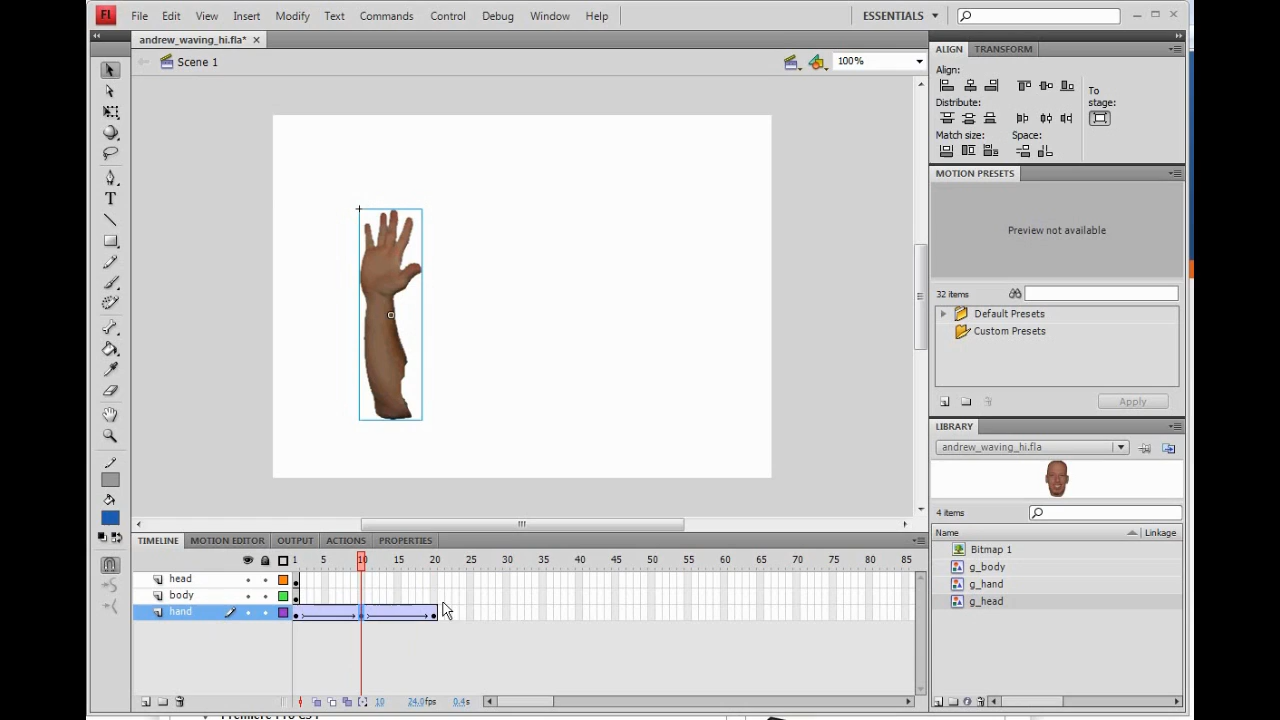 Fl File Edit View Insert Modify Text Commands Control Debug Window Help ESSENTIALS
andrew_waving_hi.fla*
Scene 1
100%
ALIGN TRANSFORM
Align:
To
stage:
Distribute:
Match size: Space:
MOTION PRESETS
Preview not available
32 items
Default Presets
Custom Presets
Apply
LIBRARY
andrew_waving_hi.fla
4 items
Name Linkage
Bitmap 1
g_body
g_hand
g_head
TIMELINE MOTION EDITOR OUTPUT ACTIONS PROPERTIES
1 5 10 15 20 25 30 35 40 45 50 55 60 65 70 75 80 85
head
body
hand
10 24.0fps 0.4s